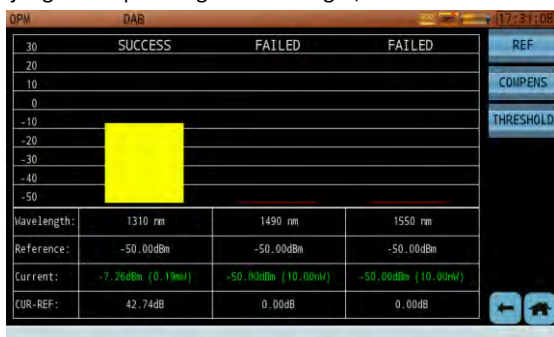 OPM DAB 17:31:08
30 SUCCESS FAILED FAILED REF
20
10 COMPENS
0
-10 THRESHOLD
-20
-30
-40
-50
Wavelength: 1310 nm 1490 nm 1550 nm
Reference: -50.00dBm -50.00dBm -50.00dBm
Current: -7.26dBm (0.19mW) -50.00dBm (10.00nW) -50.00dBm (10.00nW)
CUR-REF: 42.74dB 0.00dB 0.00dB